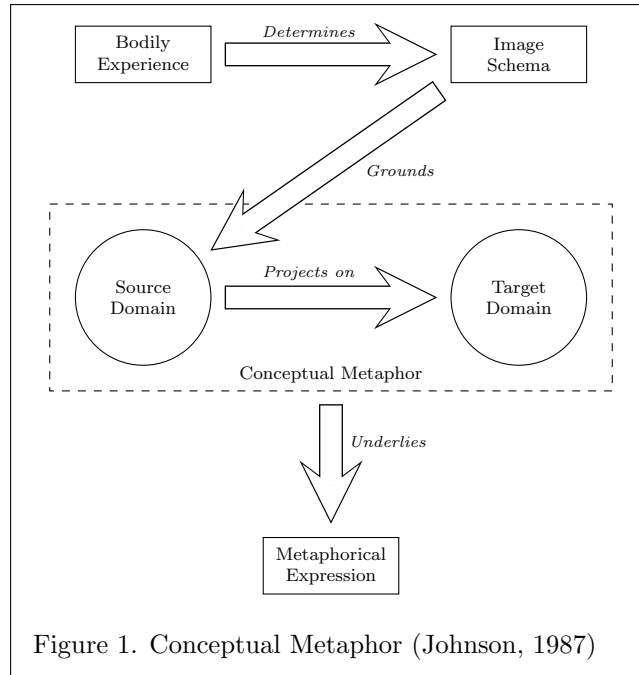 Bodily
Experience
Determines
Image
Schema
Grounds
Source
Domain
Projects on
Target
Domain
Conceptual Metaphor
Underlies
Metaphorical
Expression
Figure 1. Conceptual Metaphor (Johnson, 1987)